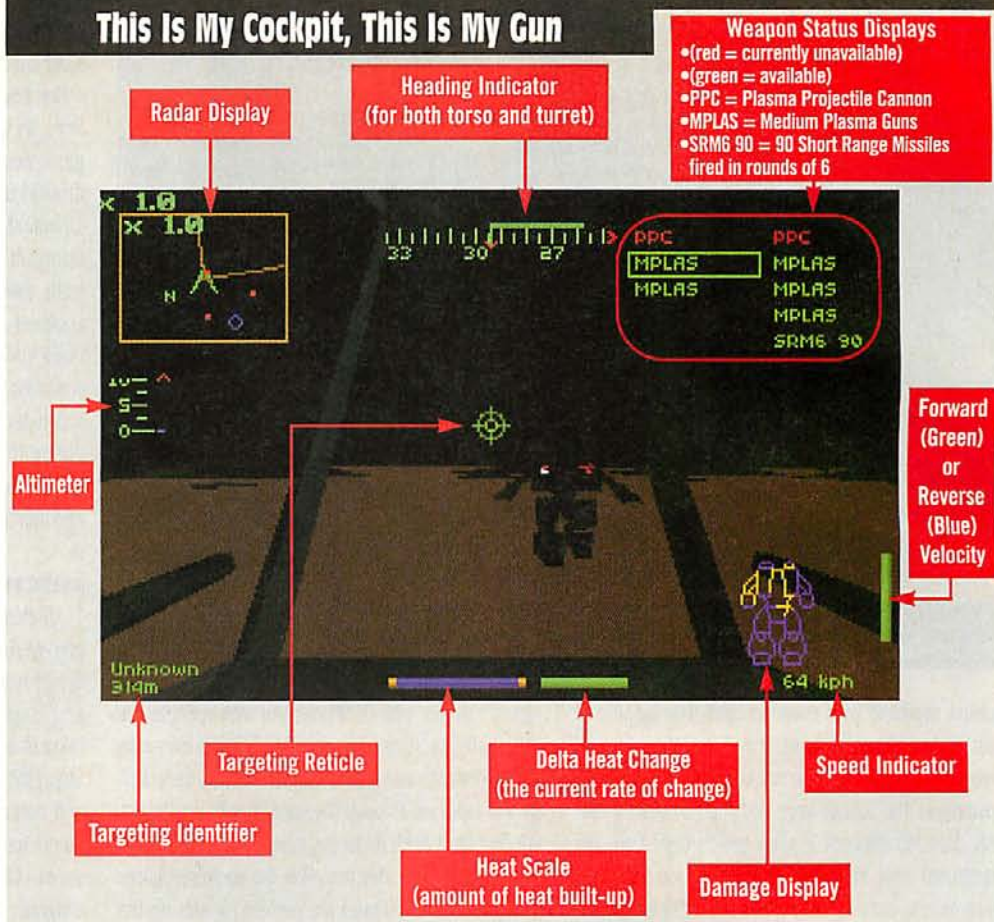 This Is My Cockpit, This Is My Gun
Weapon Status Displays
•(red = currently unavailable)
•(green = available)
•PPC = Plasma Projectile Cannon
•MPLAS = Medium Plasma Guns
•SRM6 90 = 90 Short Range Missiles
fired in rounds of 6
Radar Display
Heading Indicator
(for both torso and turret)
x 1.0
x 1.0
N
33 30 27
PPC PPC
MPLAS MPLAS
MPLAS MPLAS
MPLAS
SRM6 90
10
5
0
Altimeter
Forward
(Green)
or
Reverse
(Blue)
Velocity
Unknown
314m
64 kph
Targeting Reticle
Delta Heat Change
(the current rate of change)
Speed Indicator
Targeting Identifier
Heat Scale
(amount of heat built-up)
Damage Display